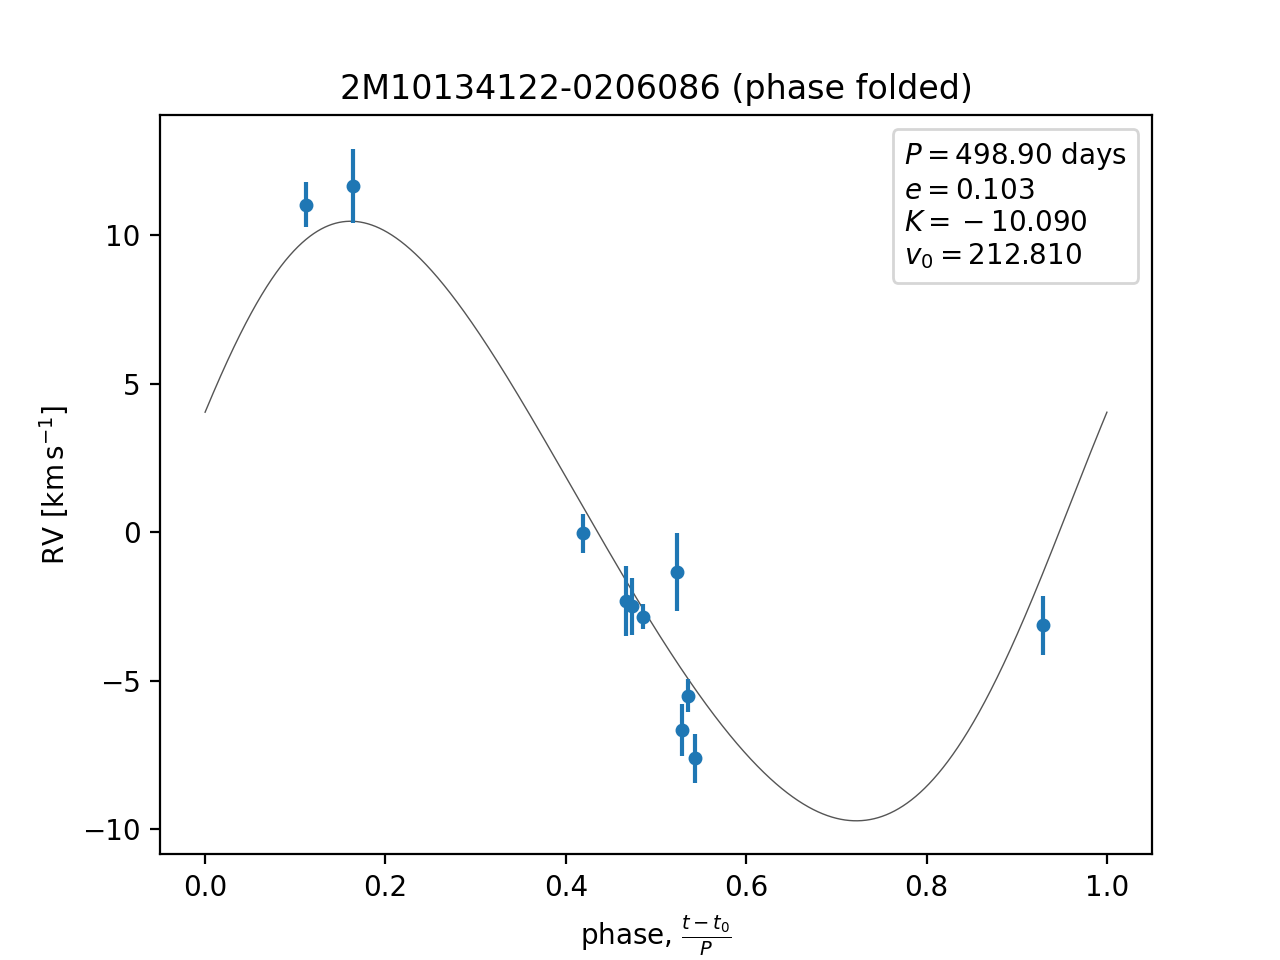 2M10134122-0206086 (phase folded)
P = 498.90 days
e = 0.103
K = −10.090
v₀ = 212.810
RV [km s⁻¹]
10
5
0
−5
−10
0.0 0.2 0.4 0.6 0.8 1.0
phase, (t − t₀)/P